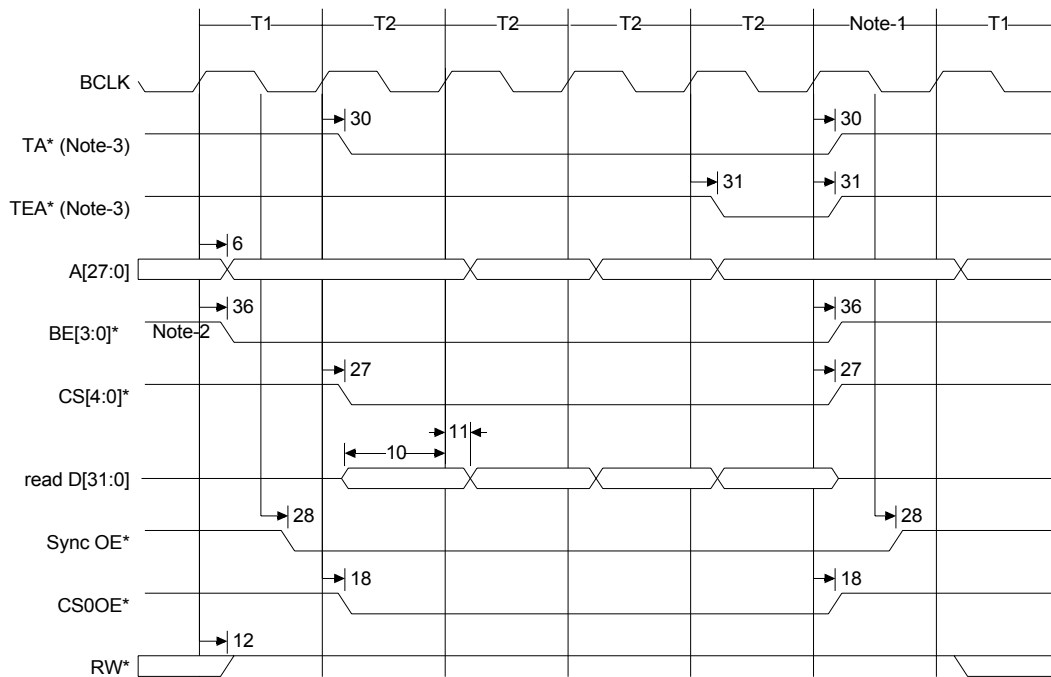 T1 T2 T2 T2 T2 Note-1 T1
BCLK
30 30
TA* (Note-3)
31 31
TEA* (Note-3)
6
A[27:0]
36 36
BE[3:0]* Note-2
27 27
CS[4:0]*
11
10
read D[31:0]
28 28
Sync OE*
18 18
CS0OE*
12
RW*